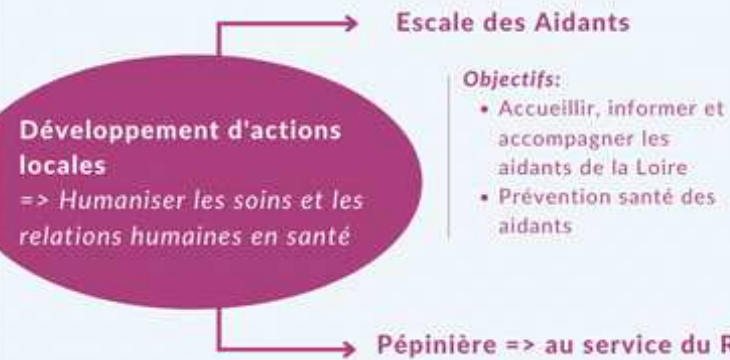 Escale des Aidants
Développement d'actions
locales
=> Humaniser les soins et les
relations humaines en santé
Objectifs:
• Accueillir, informer et
accompagner les
aidants de la Loire
• Prévention santé des
aidants
Pépinière => au service du